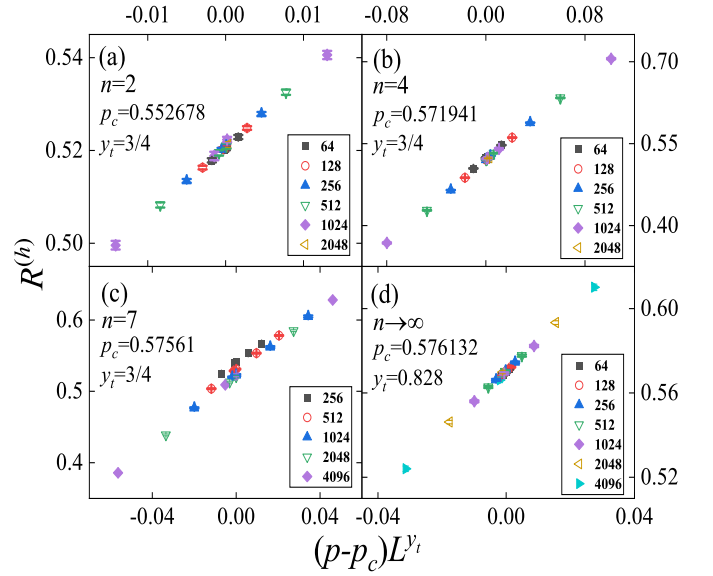 -0.013 0.000 0.013
-0.08 0.00 0.08
0.54
0.52
0.50
(a)
n=2
p_c=0.552678
y_t=3/4
64
128
256
512
1024
2048
(b)
n=4
p_c=0.571941
y_t=3/4
64
128
256
512
1024
2048
0.70
0.55
0.40
R^(h)
0.6
0.5
0.4
(c)
n=7
p_c=0.57561
y_t=3/4
256
512
1024
2048
4096
(d)
n→∞
p_c=0.576132
y_t=0.828
64
128
256
512
1024
2048
4096
0.60
0.56
0.52
-0.04 0.00 0.04
-0.04 0.00 0.04
(p-p_c)L^{y_t}